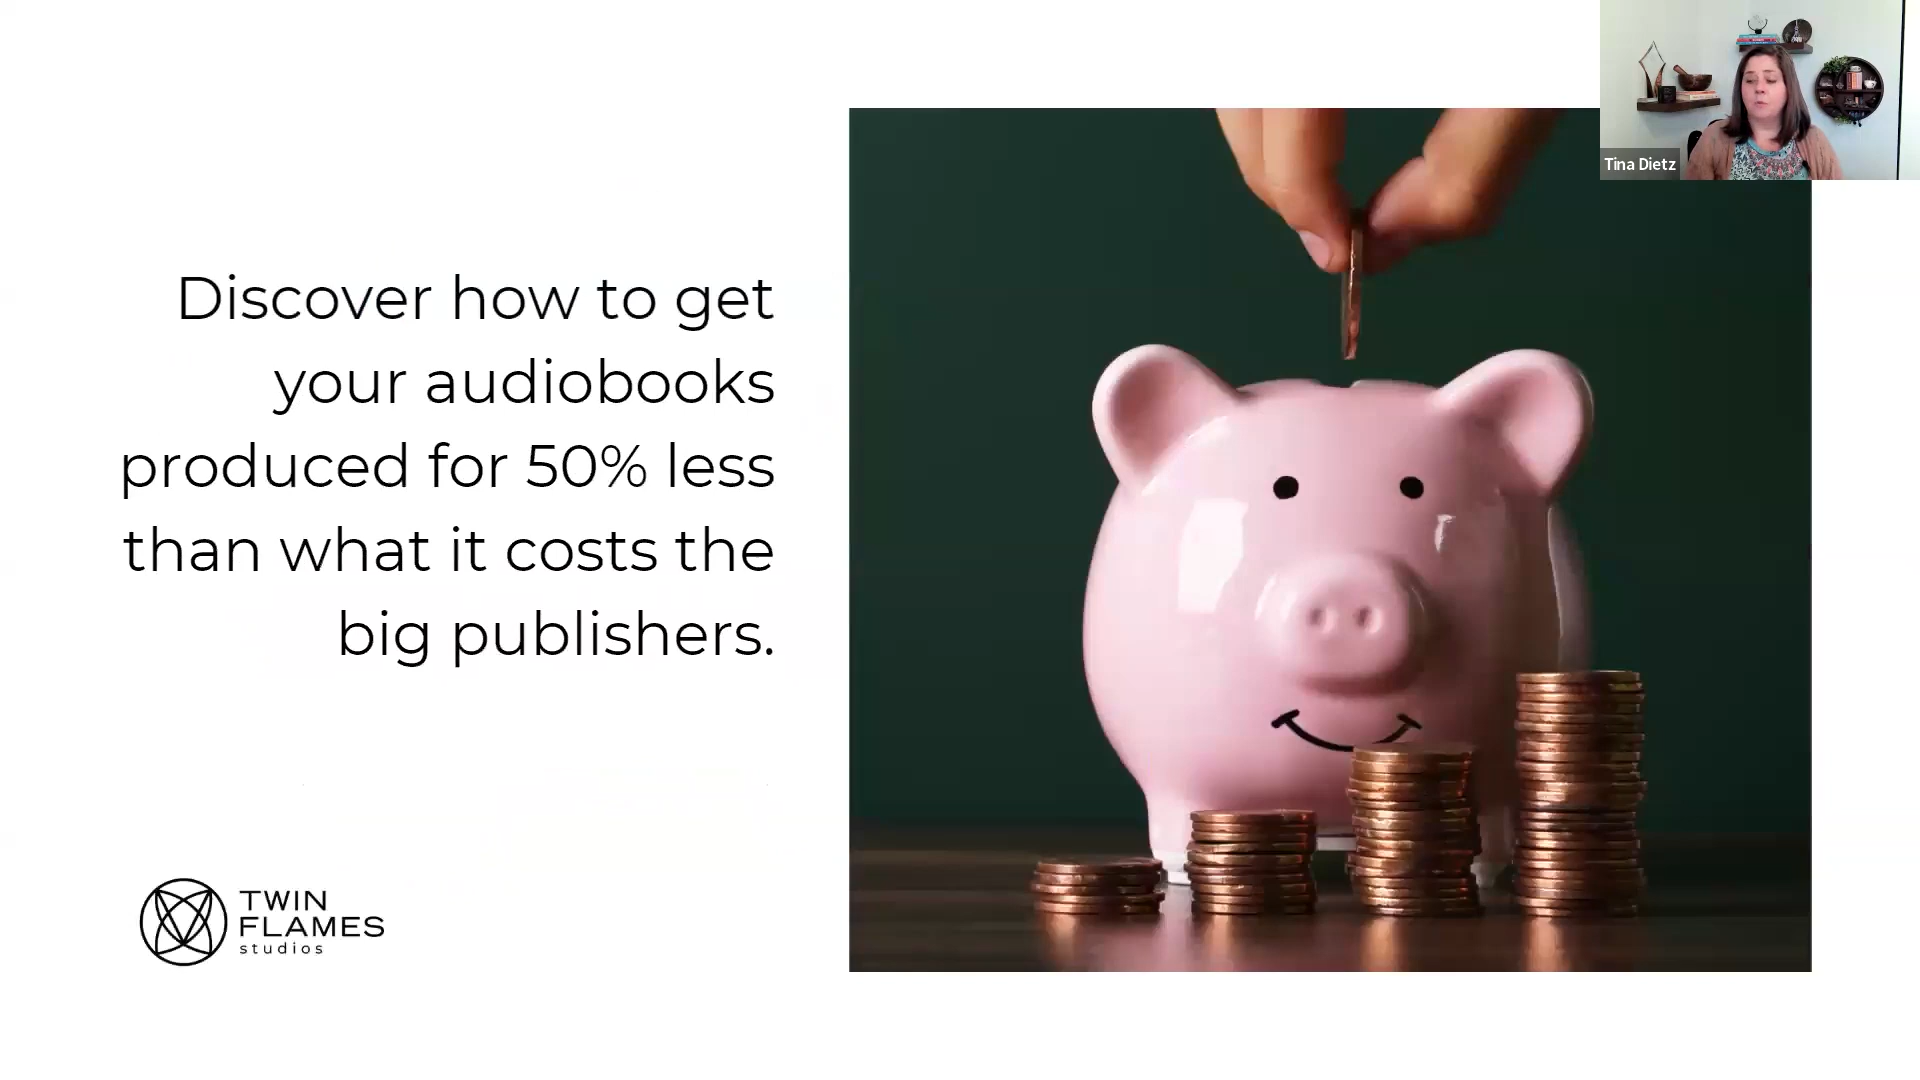 Discover how to get
your audiobooks
produced for 50% less
than what it costs the
big publishers.
TWIN
FLAMES
studios
Tina Dietz